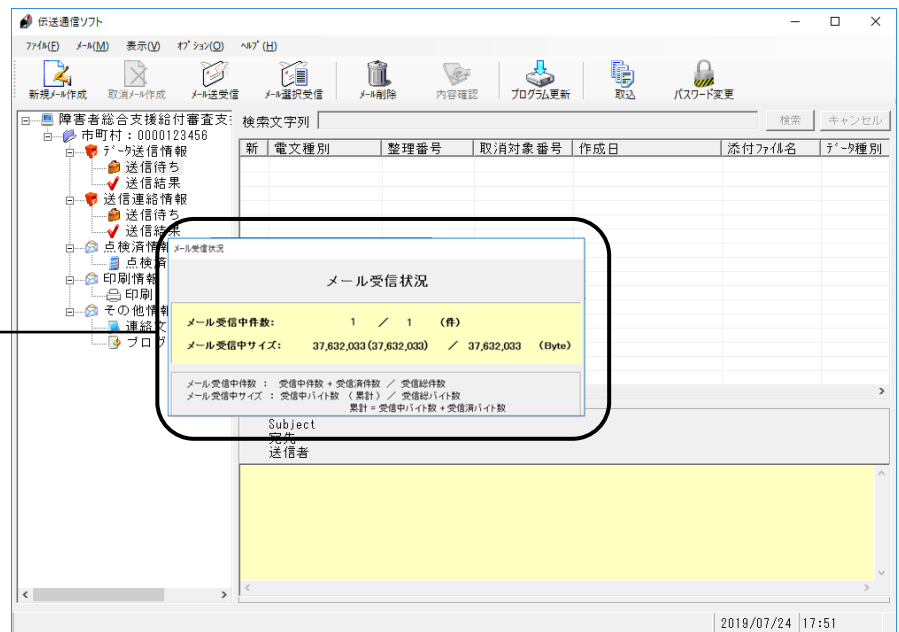 伝送通信ソフト
ﾌｧｲﾙ(F) ﾒｰﾙ(M) 表示(V) ｵﾌﾟｼｮﾝ(O) ﾍﾙﾌﾟ(H)
新規ﾒｰﾙ作成 取消ﾒｰﾙ作成 ﾒｰﾙ送受信 ﾒｰﾙ選択受信 ﾒｰﾙ削除 内容確認 ﾌﾟﾛｸﾞﾗﾑ更新 取込 ﾊﾟｽﾜｰﾄﾞ変更
障害者総合支援給付審査支
市町村：0000123456
ﾃﾞｰﾀ送信情報
送信待ち
送信結果
送信連絡情報
送信待ち
送信結果
点検済情報
点検済
印刷情報
印刷
その他情報
連絡文
プログ
検索文字列 検索 キャンセル
新 電文種別 整理番号 取消対象番号 作成日 添付ﾌｧｲﾙ名 ﾃﾞｰﾀ種別
メール受信状況
メール受信状況
メール受信中件数： 1 ／ 1 （件）
メール受信中サイズ： 37,632,033(37,632,033) ／ 37,632,033 （Byte）
メール受信中件数 ： 受信中件数 + 受信済件数 ／ 受信総件数
メール受信中サイズ ： 受信中バイト数 （累計）／ 受信総バイト数
累計 = 受信中バイト数 + 受信済バイト数
Subject
宛先
送信者
2019/07/24 17:51